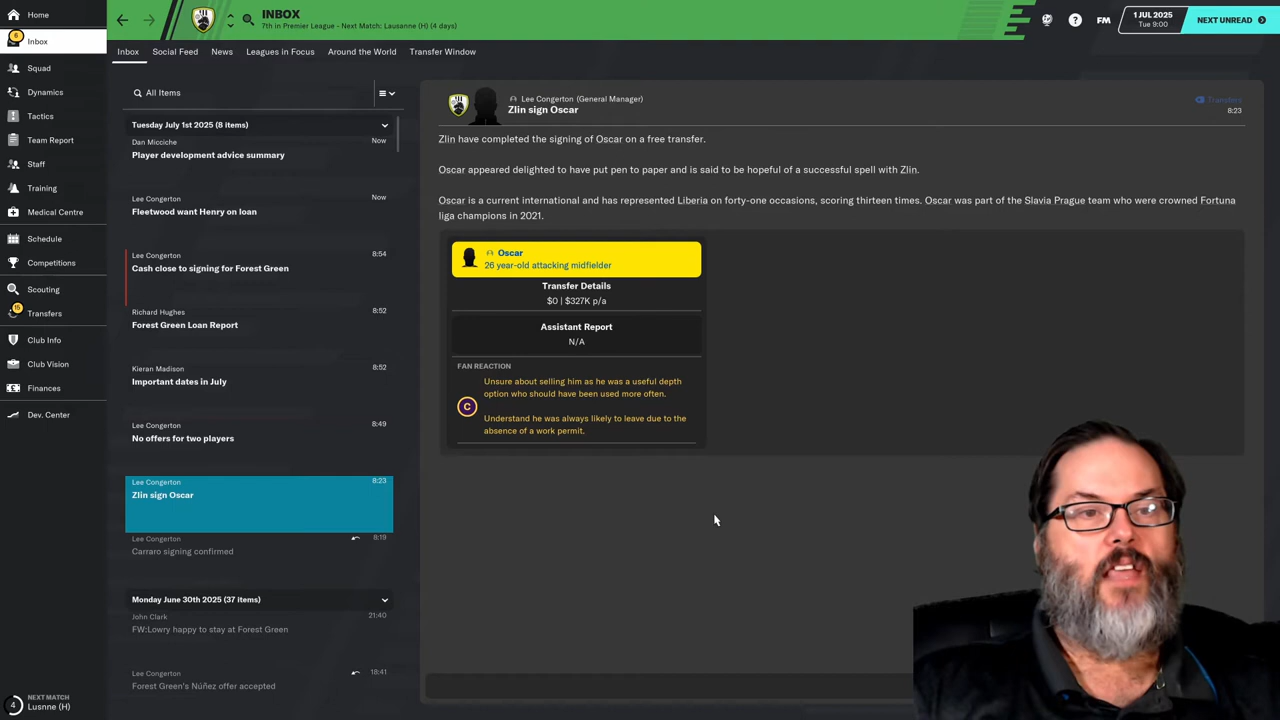 Home
6
Inbox
Squad
Dynamics
Tactics
Team Report
Staff
Training
Medical Centre
Schedule
Competitions
Scouting
15
Transfers
Club Info
Club Vision
Finances
Dev. Center
4
NEXT MATCH
Lusnne (H)
INBOX
7th in Premier League - Next Match: Lausanne (H) (4 days)
?
FM
1 JUL 2025
Tue 9:00
NEXT UNREAD
Inbox
Social Feed
News
Leagues in Focus
Around the World
Transfer Window
All Items
Tuesday July 1st 2025 (8 items)
Dan Micciche
Now
Player development advice summary
Lee Congerton
Now
Fleetwood want Henry on loan
Lee Congerton
8:54
Cash close to signing for Forest Green
Richard Hughes
8:52
Forest Green Loan Report
Kieran Madison
8:52
Important dates in July
Lee Congerton
8:49
No offers for two players
Lee Congerton
8:23
Zlin sign Oscar
Lee Congerton
8:19
Carraro signing confirmed
Monday June 30th 2025 (37 items)
John Clark
21:40
FW:Lowry happy to stay at Forest Green
Lee Congerton
18:41
Forest Green's Núñez offer accepted
Lee Congerton (General Manager)
Zlin sign Oscar
Transfers
8:23
Zlin have completed the signing of Oscar on a free transfer.
Oscar appeared delighted to have put pen to paper and is said to be hopeful of a successful spell with Zlin.
Oscar is a current international and has represented Liberia on forty-one occasions, scoring thirteen times. Oscar was part of the Slavia Prague team who were crowned Fortuna
liga champions in 2021.
Oscar
26 year-old attacking midfielder
Transfer Details
$0 | $327K p/a
Assistant Report
N/A
FAN REACTION
C
Unsure about selling him as he was a useful depth
option who should have been used more often.
Understand he was always likely to leave due to the
absence of a work permit.